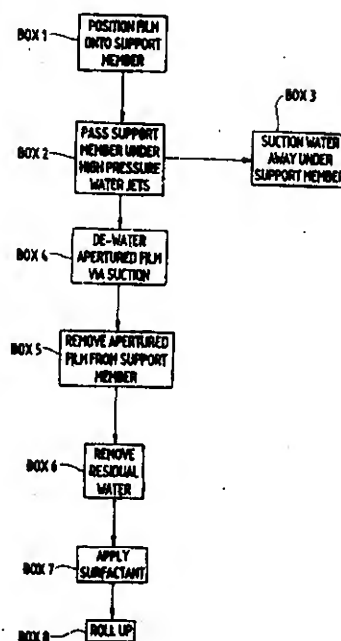 BOX 1
POSITION FILM
ONTO SUPPORT
MEMBER
BOX 2
PASS SUPPORT
MEMBER UNDER
HIGH PRESSURE
WATER JETS
BOX 3
SUCTION WATER
AWAY UNDER
SUPPORT MEMBER
BOX 4
DE-WATER
APERTURED FILM
VIA SUCTION
BOX 5
REMOVE APERTURED
FILM FROM SUPPORT
MEMBER
BOX 6
REMOVE
RESIDUAL
WATER
BOX 7
APPLY
SURFACTANT
BOX 8
ROLL UP